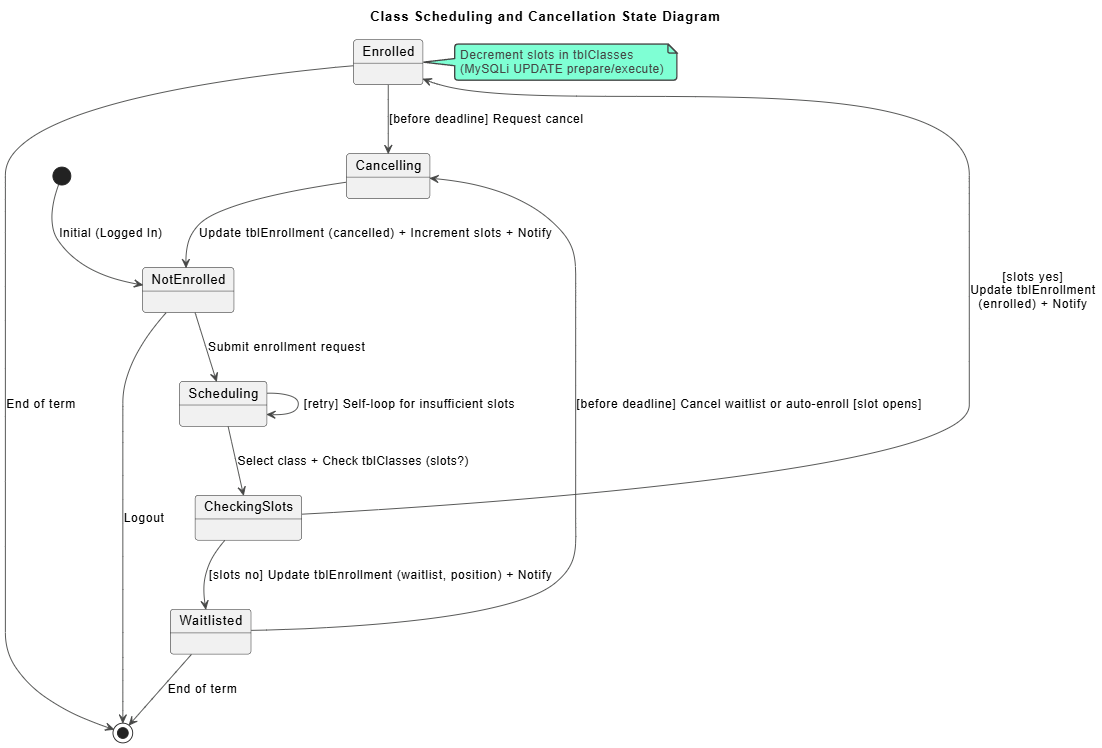 Class Scheduling and Cancellation State Diagram
Enrolled
Decrement slots in tblClasses
(MySQLi UPDATE prepare/execute)
[before deadline] Request cancel
Cancelling
Initial (Logged In)
Update tblEnrollment (cancelled) + Increment slots + Notify
NotEnrolled
[slots yes]
Update tblEnrollment
(enrolled) + Notify
Submit enrollment request
Scheduling
End of term
[retry] Self-loop for insufficient slots
[before deadline] Cancel waitlist or auto-enroll [slot opens]
Select class + Check tblClasses (slots?)
CheckingSlots
Logout
[slots no] Update tblEnrollment (waitlist, position) + Notify
Waitlisted
End of term